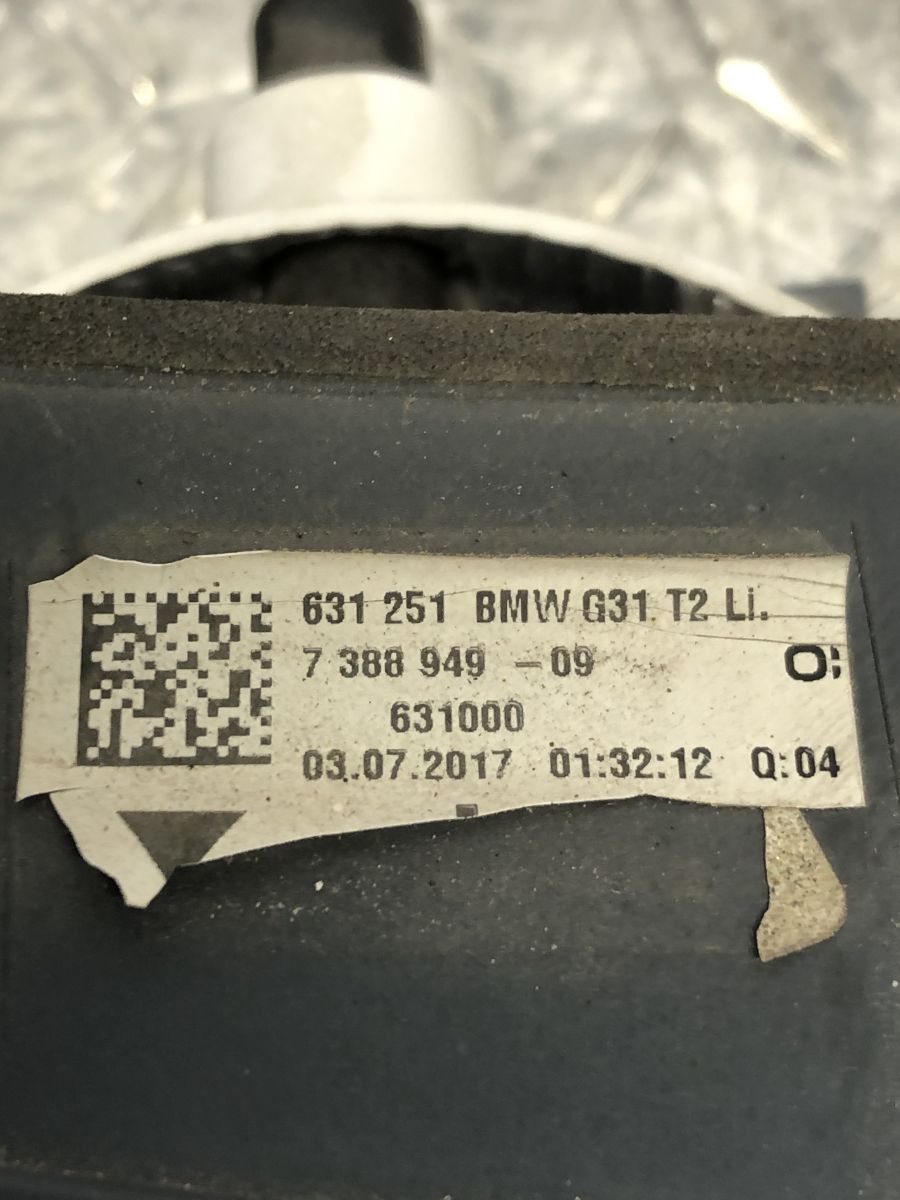 631 251 BMW G31 T2 Li.
7 388 949 - 09 O:
631000
03.07.2017 01:32:12 Q:04